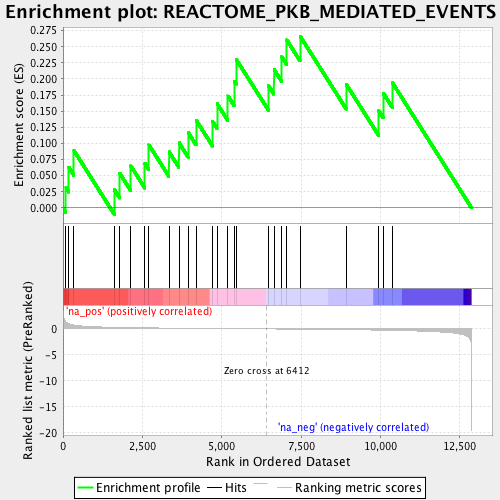 Enrichment plot: REACTOME_PKB_MEDIATED_EVENTS
Enrichment score (ES)
0.275
0.250
0.225
0.200
0.175
0.150
0.125
0.100
0.075
0.050
0.025
0.000
'na_pos' (positively correlated)
Ranked list metric (PreRanked)
0
-5
-10
-15
-20
Zero cross at 6412
'na_neg' (negatively correlated)
0
2,500
5,000
7,500
10,000
12,500
Rank in Ordered Dataset
Enrichment profile
Hits
Ranking metric scores